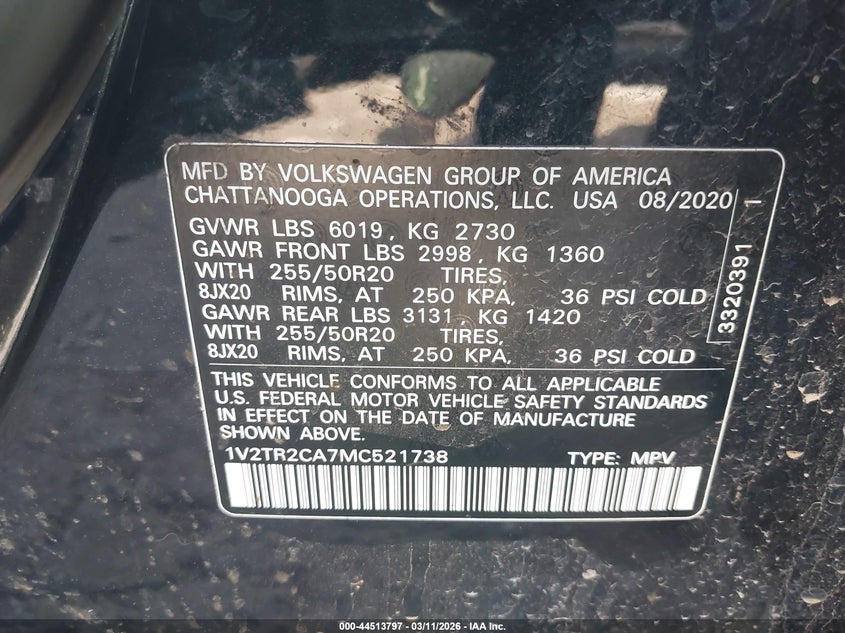 MFD BY VOLKSWAGEN GROUP OF AMERICA
CHATTANOOGA OPERATIONS, LLC. USA 08/2020
GVWR LBS 6019, KG 2730
GAWR FRONT LBS 2998, KG 1360
WITH 255/50R20 TIRES,
8JX20 RIMS, AT 250 KPA, 36 PSI COLD
GAWR REAR LBS 3131, KG 1420
WITH 255/50R20 TIRES,
8JX20 RIMS, AT 250 KPA, 36 PSI COLD
THIS VEHICLE CONFORMS TO ALL APPLICABLE
U.S. FEDERAL MOTOR VEHICLE SAFETY STANDARDS
IN EFFECT ON THE DATE OF MANUFACTURE
SHOWN ABOVE.
1V2TR2CA7MC521738 TYPE: MPV
3320391 1
000-44513797 - 03/11/2026 - IAA Inc.